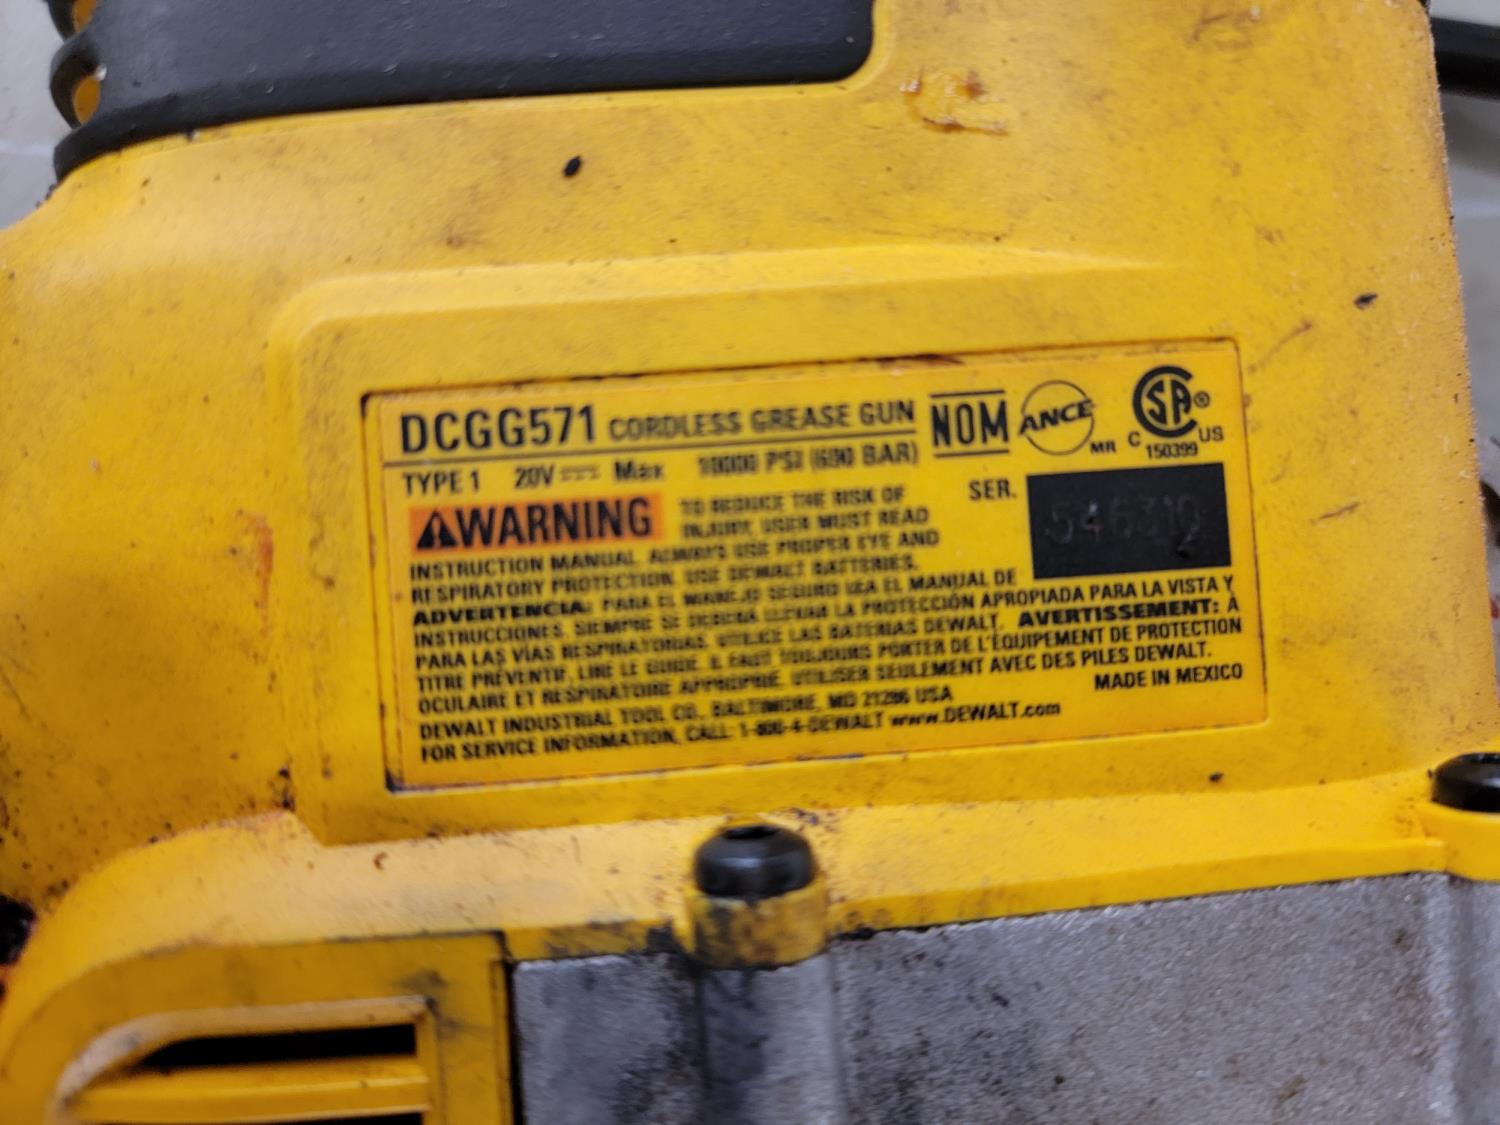 DCGG571 CORDLESS GREASE GUN NOM ANCE MR CSA® C US 150399
TYPE 1 20V Max 10000 PSI (690 BAR)
WARNING TO REDUCE THE RISK OF
INJURY, USER MUST READ
INSTRUCTION MANUAL. ALWAYS USE PROPER EYE AND
RESPIRATORY PROTECTION. USE DEWALT BATTERIES.
SER. 546310
ADVERTENCIA: PARA EL MANEJO SEGURO LEA EL MANUAL DE
INSTRUCCIONES. SIEMPRE SE DEBERÁ LLEVAR LA PROTECCIÓN APROPIADA PARA LA VISTA Y
PARA LAS VÍAS RESPIRATORIAS. UTILICE LAS BATERIAS DEWALT. AVERTISSEMENT: À
TITRE PRÉVENTIF, LIRE LE GUIDE. IL FAUT TOUJOURS PORTER DE L'ÉQUIPEMENT DE PROTECTION
OCULAIRE ET RESPIRATOIRE APPROPRIÉ. UTILISER SEULEMENT AVEC DES PILES DEWALT.
DEWALT INDUSTRIAL TOOL CO., BALTIMORE, MD 21286 USA MADE IN MEXICO
FOR SERVICE INFORMATION, CALL 1-800-4-DEWALT www.DEWALT.com